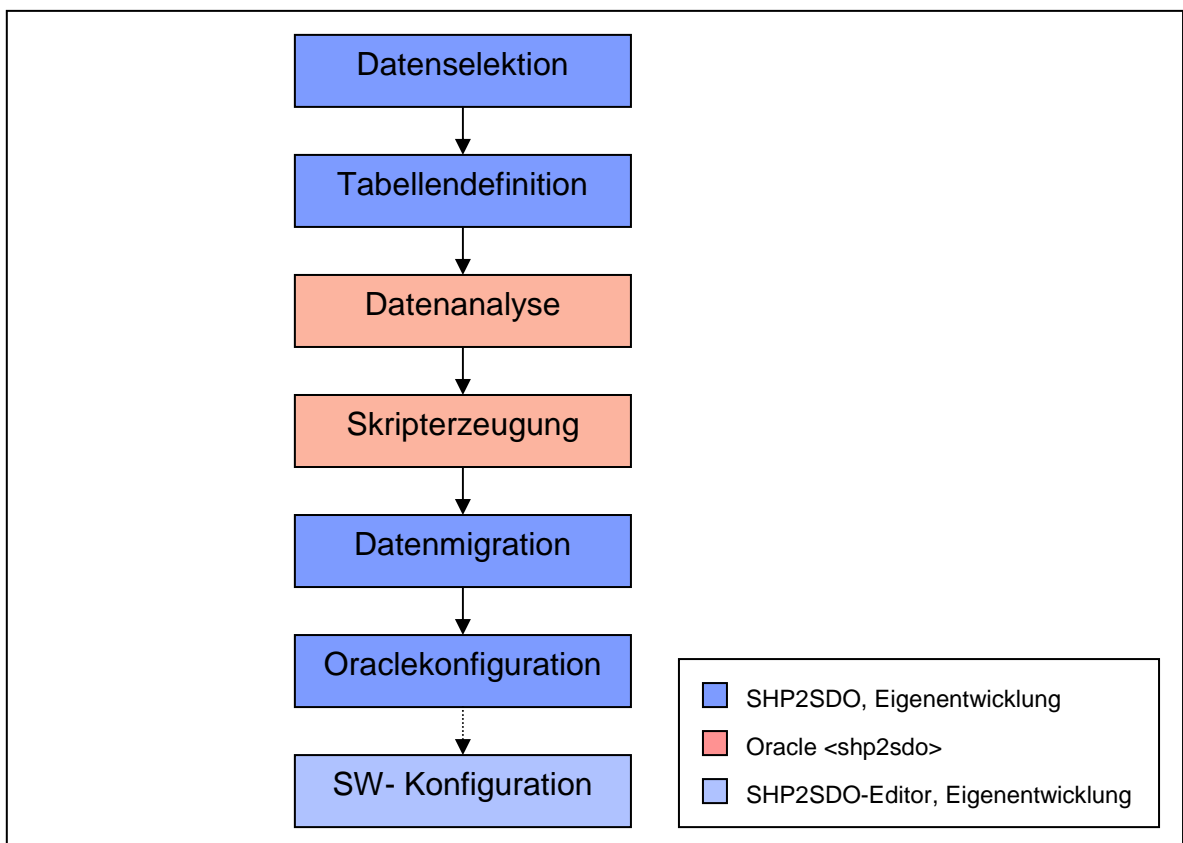 Datenselektion
Tabellendefinition
Datenanalyse
Skripterzeugung
Datenmigration
Oraclekonfiguration
SW- Konfiguration
SHP2SDO, Eigenentwicklung
Oracle <shp2sdo>
SHP2SDO-Editor, Eigenentwicklung